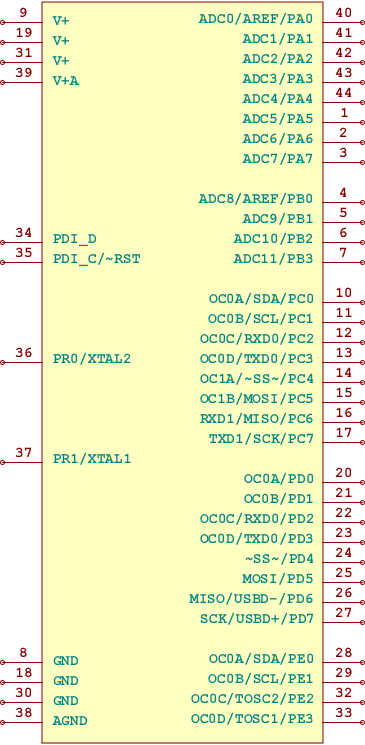 9 V+ ADC0/AREF/PA0 40
19 V+ ADC1/PA1 41
31 V+ ADC2/PA2 42
39 V+A ADC3/PA3 43
ADC4/PA4 44
ADC5/PA5 1
ADC6/PA6 2
ADC7/PA7 3
ADC8/AREF/PB0 4
ADC9/PB1 5
34 PDI_D ADC10/PB2 6
35 PDI_C/~RST ADC11/PB3 7
OC0A/SDA/PC0 10
OC0B/SCL/PC1 11
OC0C/RXD0/PC2 12
36 PR0/XTAL2 OC0D/TXD0/PC3 13
OC1A/~SS~/PC4 14
OC1B/MOSI/PC5 15
RXD1/MISO/PC6 16
TXD1/SCK/PC7 17
37 PR1/XTAL1
OC0A/PD0 20
OC0B/PD1 21
OC0C/RXD0/PD2 22
OC0D/TXD0/PD3 23
~SS~/PD4 24
MOSI/PD5 25
MISO/USBD-/PD6 26
SCK/USBD+/PD7 27
8 GND OC0A/SDA/PE0 28
18 GND OC0B/SCL/PE1 29
30 GND OC0C/TOSC2/PE2 32
38 AGND OC0D/TOSC1/PE3 33